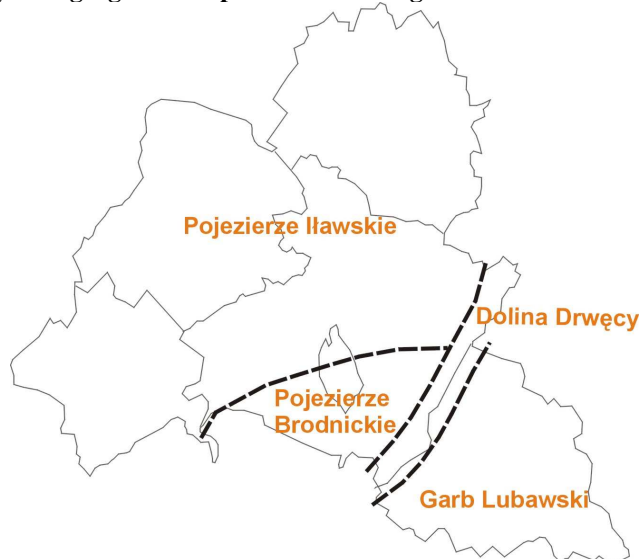 Pojezierze Iławskie
Dolina Drwęcy
Pojezierze
Brodnickie
Garb Lubawski